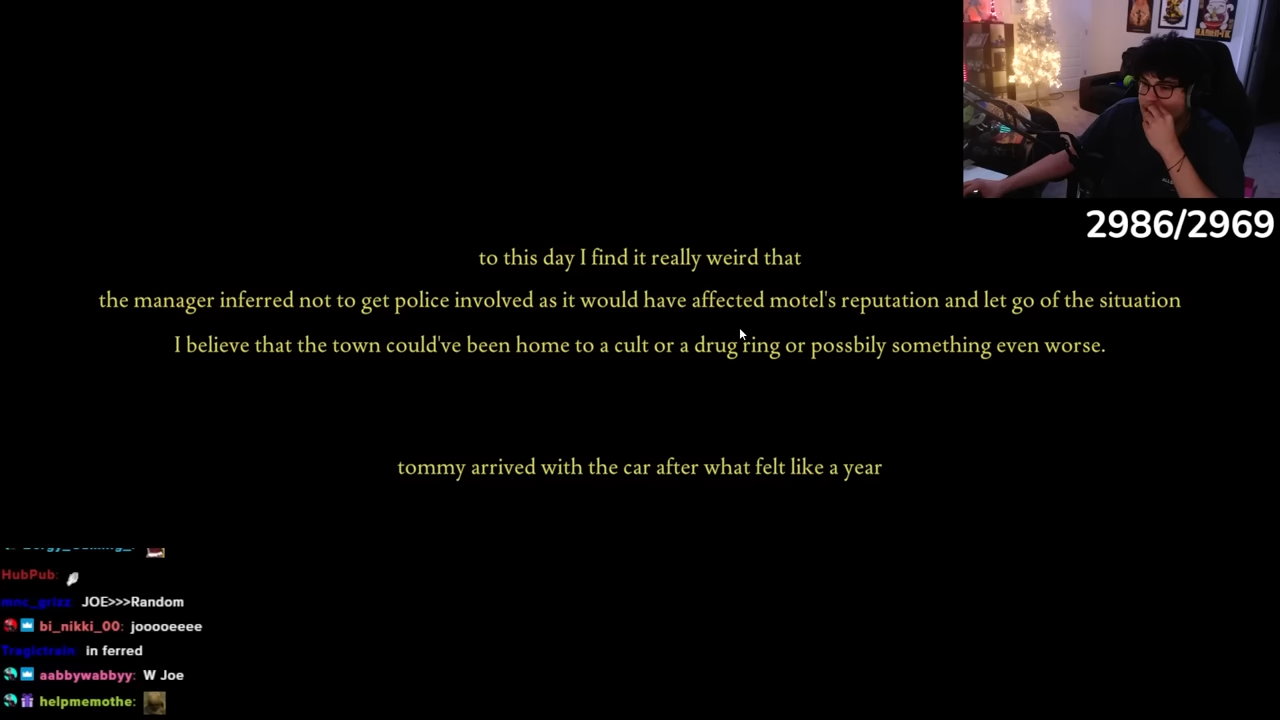 2986/2969
to this day I find it really weird that
the manager inferred not to get police involved as it would have affected motel's reputation and let go of the situation
I believe that the town could've been home to a cult or a drug ring or possbily something even worse.
tommy arrived with the car after what felt like a year
HubPub:
mnc_grizz: JOE>>>Random
bi_nikki_00: jooooeeee
Tragictrain: in ferred
aabbywabbyy: W Joe
helpmemothe: